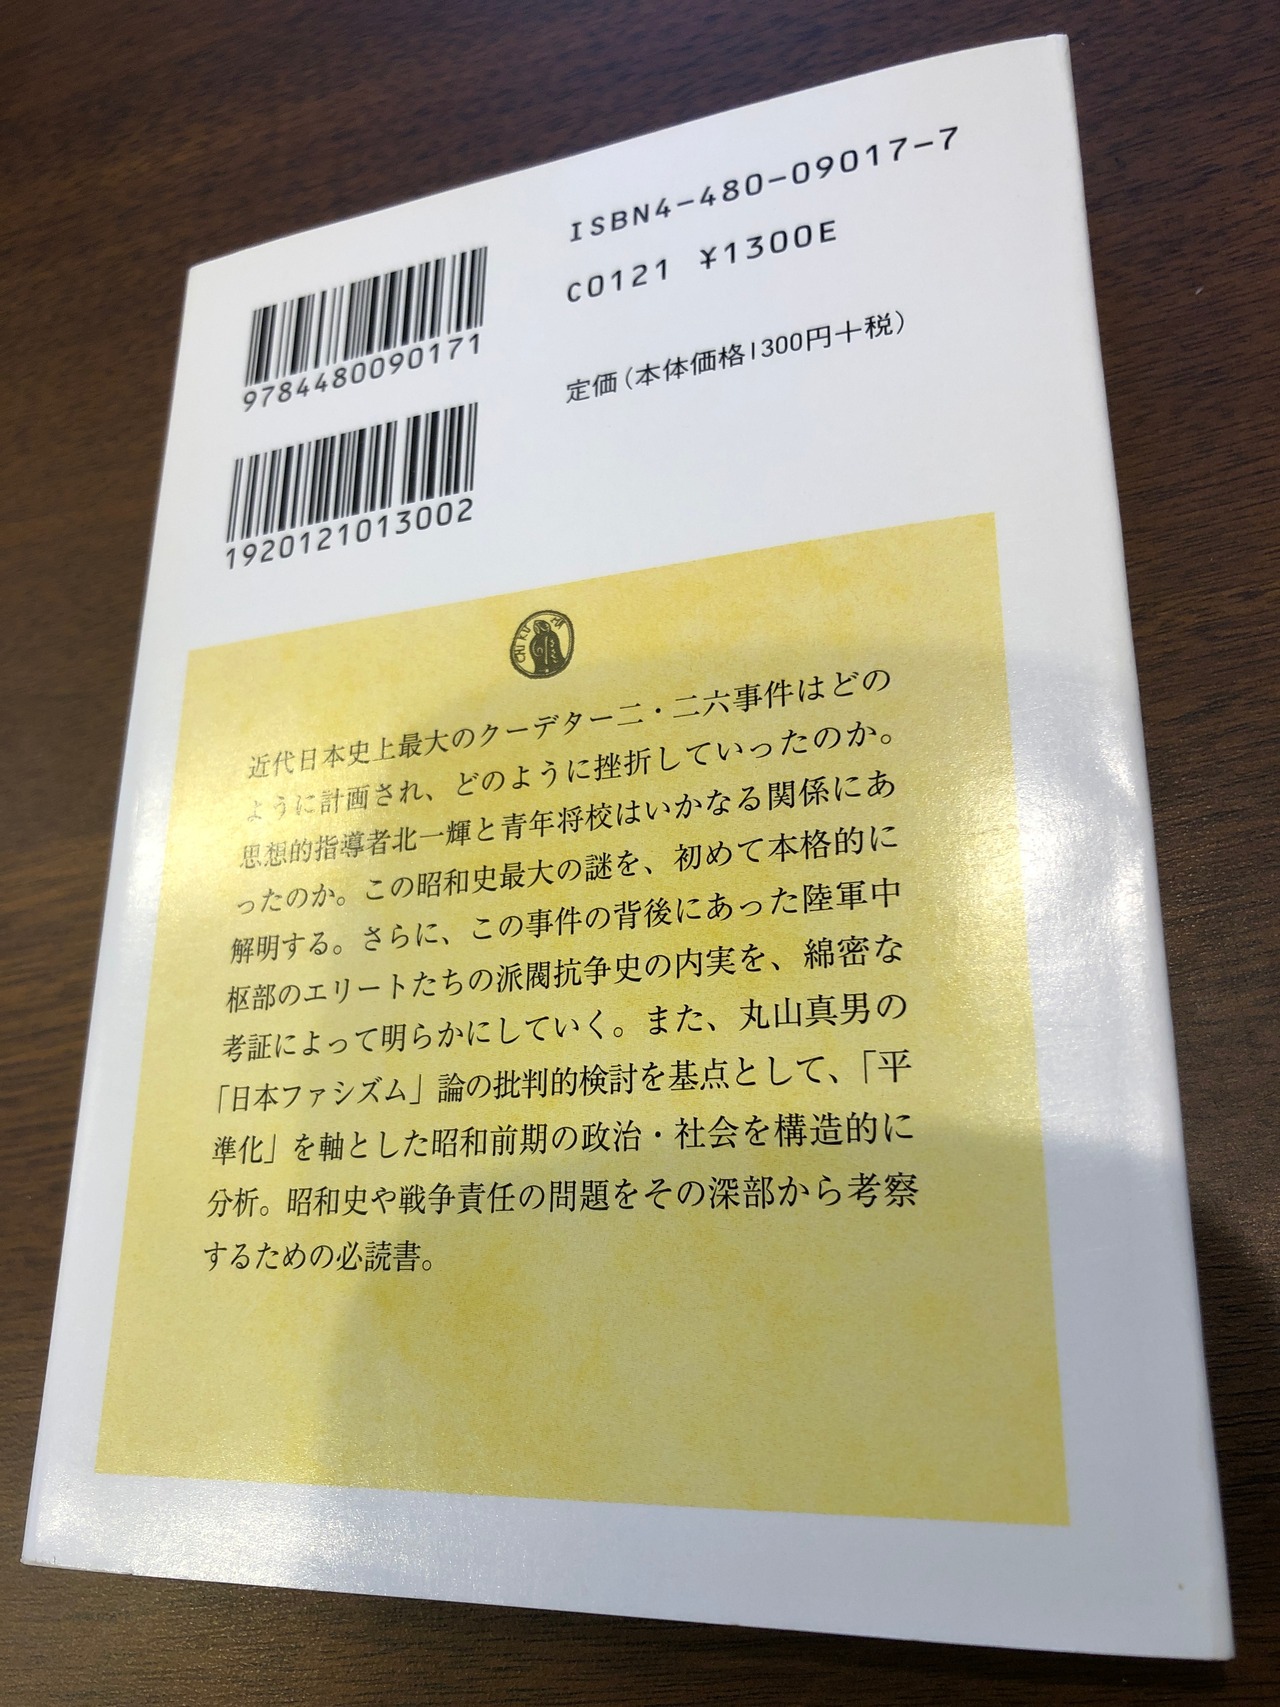 ISBN4-480-09017-7
C0121 ¥1300E
定価(本体価格1300円+税)
9784480090171
1920121013002
CHIKUMA
近代日本史上最大のクーデター二・二六事件はどの
ように計画され、どのように挫折していったのか。
思想的指導者北一輝と青年将校はいかなる関係にあ
ったのか。この昭和史最大の謎を、初めて本格的に
解明する。さらに、この事件の背後にあった陸軍中
枢部のエリートたちの派閥抗争史の内実を、綿密な
考証によって明らかにしていく。また、丸山真男の
「日本ファシズム」論の批判的検討を基点として、「平
準化」を軸とした昭和前期の政治・社会を構造的に
分析。昭和史や戦争責任の問題をその深部から考察
するための必読書。